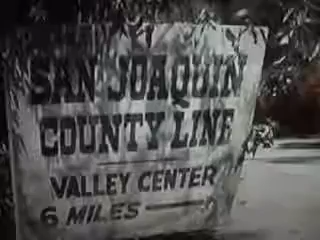 SAN JOAQUIN
COUNTY LINE
VALLEY CENTER
6 MILES